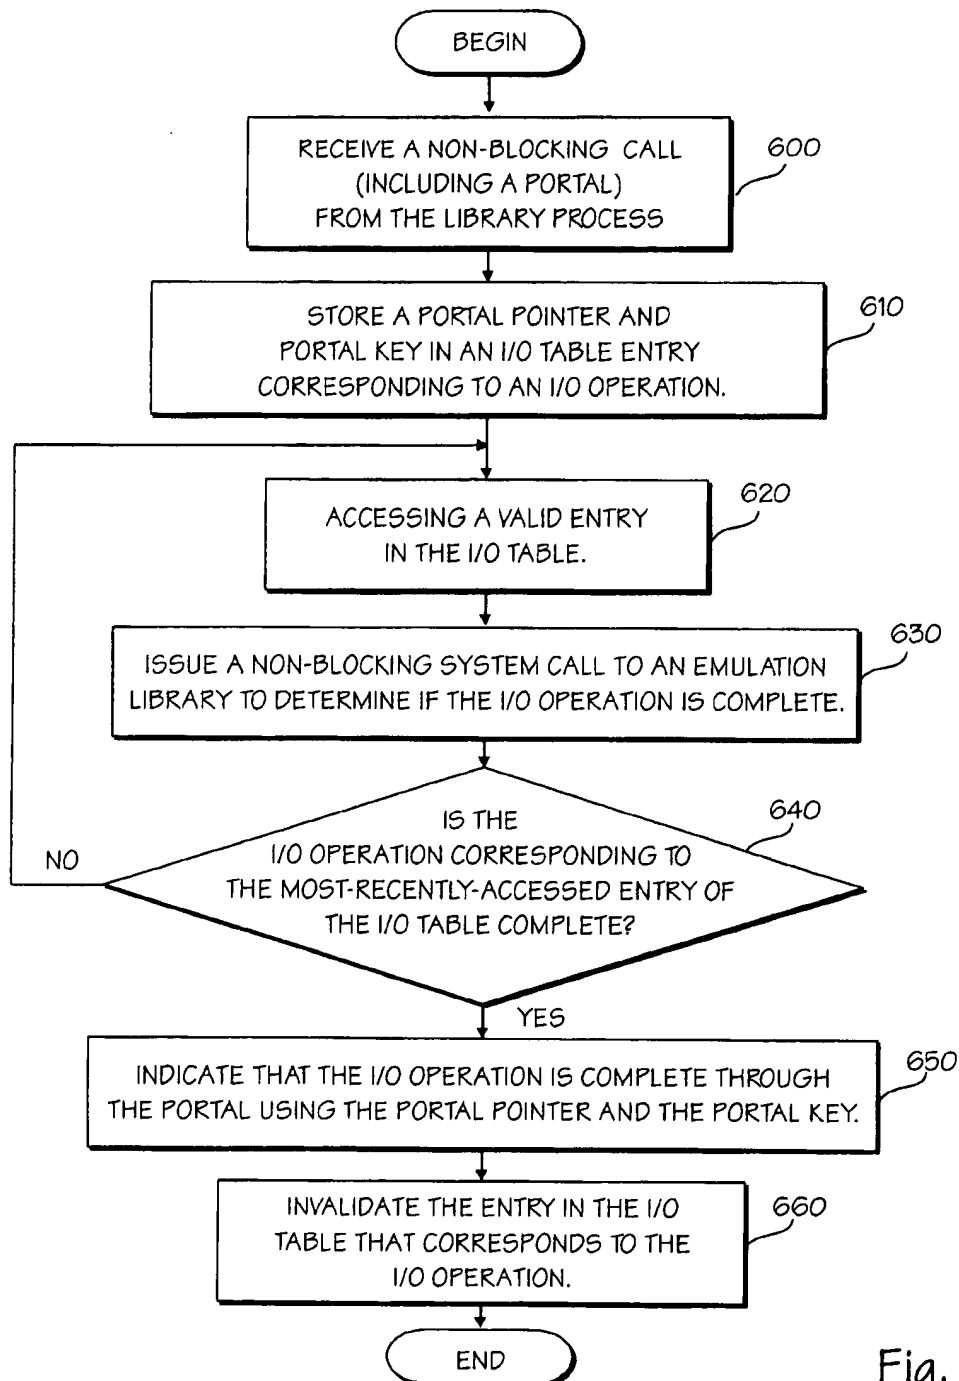 BEGIN
RECEIVE A NON-BLOCKING CALL
(INCLUDING A PORTAL)
FROM THE LIBRARY PROCESS
600
STORE A PORTAL POINTER AND
PORTAL KEY IN AN I/O TABLE ENTRY
CORRESPONDING TO AN I/O OPERATION.
610
ACCESSING A VALID ENTRY
IN THE I/O TABLE.
620
ISSUE A NON-BLOCKING SYSTEM CALL TO AN EMULATION
LIBRARY TO DETERMINE IF THE I/O OPERATION IS COMPLETE.
630
IS THE
I/O OPERATION CORRESPONDING TO
THE MOST-RECENTLY-ACCESSED ENTRY OF
THE I/O TABLE COMPLETE?
640
NO
YES
INDICATE THAT THE I/O OPERATION IS COMPLETE THROUGH
THE PORTAL USING THE PORTAL POINTER AND THE PORTAL KEY.
650
INVALIDATE THE ENTRY IN THE I/O
TABLE THAT CORRESPONDS TO THE
I/O OPERATION.
660
END
Fig.